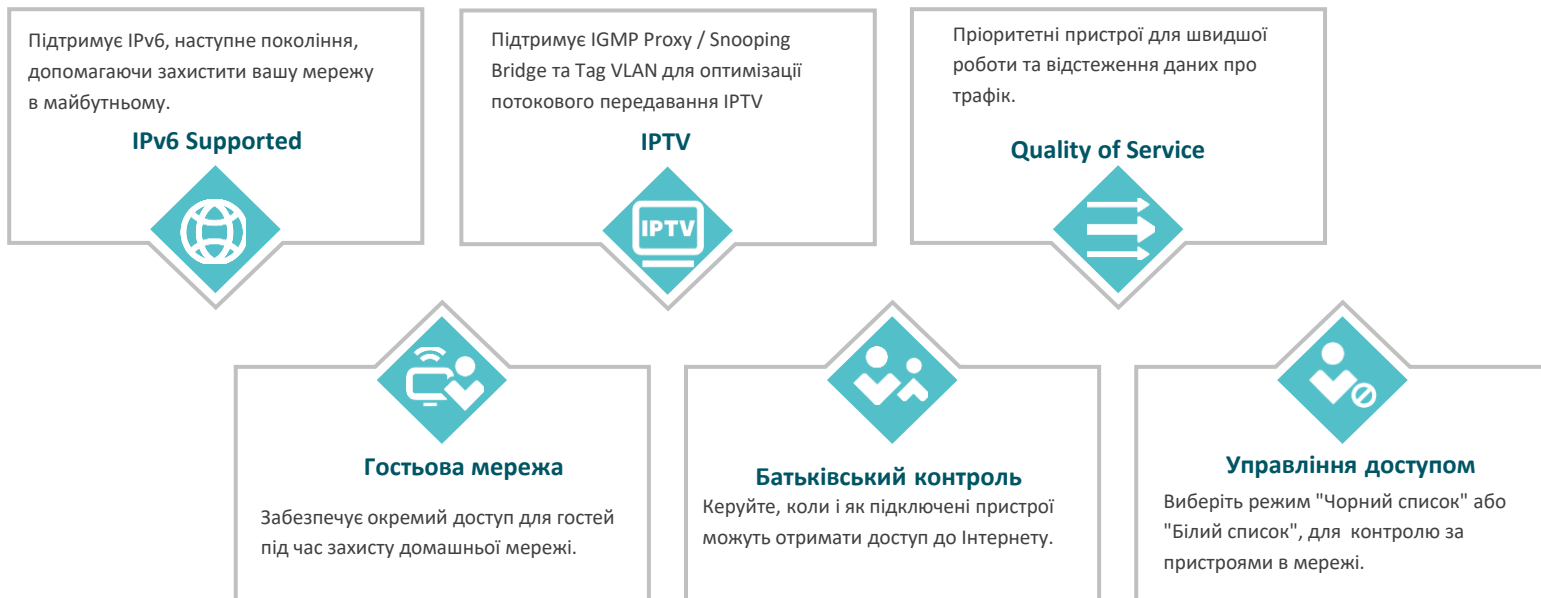 Підтримує IPv6, наступне покоління,
допомагаючи захистити вашу мережу
в майбутньому.
IPv6 Supported
Підтримує IGMP Proxy / Snooping
Bridge та Tag VLAN для оптимізації
потокового передавання IPTV
IPTV
IPTV
Пріоритетні пристрої для швидшої
роботи та відстеження даних про
трафік.
Quality of Service
Гостьова мережа
Забезпечує окремий доступ для гостей
під час захисту домашньої мережі.
Батьківський контроль
Керуйте, коли і як підключені пристрої
можуть отримати доступ до Інтернету.
Управління доступом
Виберіть режим "Чорний список" або
"Білий список", для контролю за
пристроями в мережі.